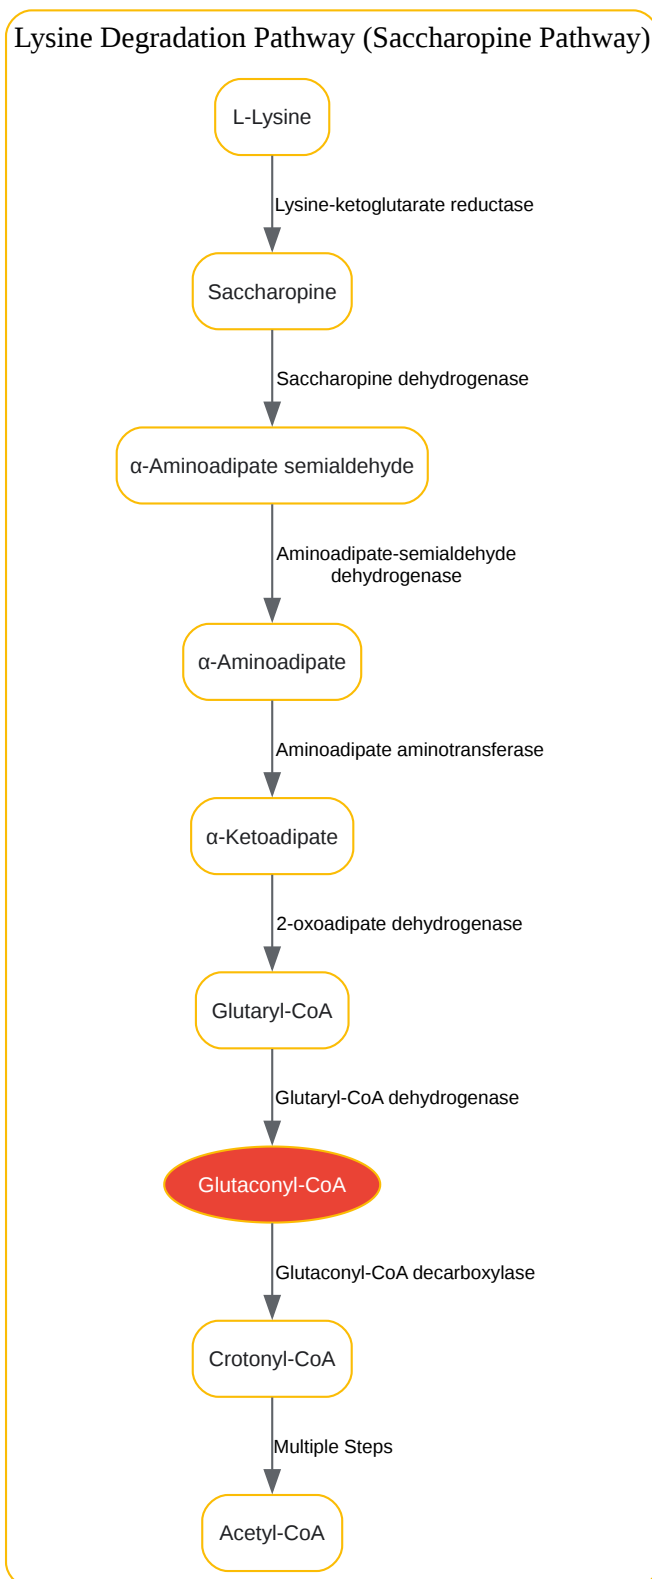 Lysine Degradation Pathway (Saccharopine Pathway)
L-Lysine
Lysine-ketoglutarate reductase
Saccharopine
Saccharopine dehydrogenase
α-Aminoadipate semialdehyde
Aminoadipate-semialdehyde
dehydrogenase
α-Aminoadipate
Aminoadipate aminotransferase
α-Ketoadipate
2-oxoadipate dehydrogenase
Glutaryl-CoA
Glutaryl-CoA dehydrogenase
Glutaconyl-CoA
Glutaconyl-CoA decarboxylase
Crotonyl-CoA
Multiple Steps
Acetyl-CoA